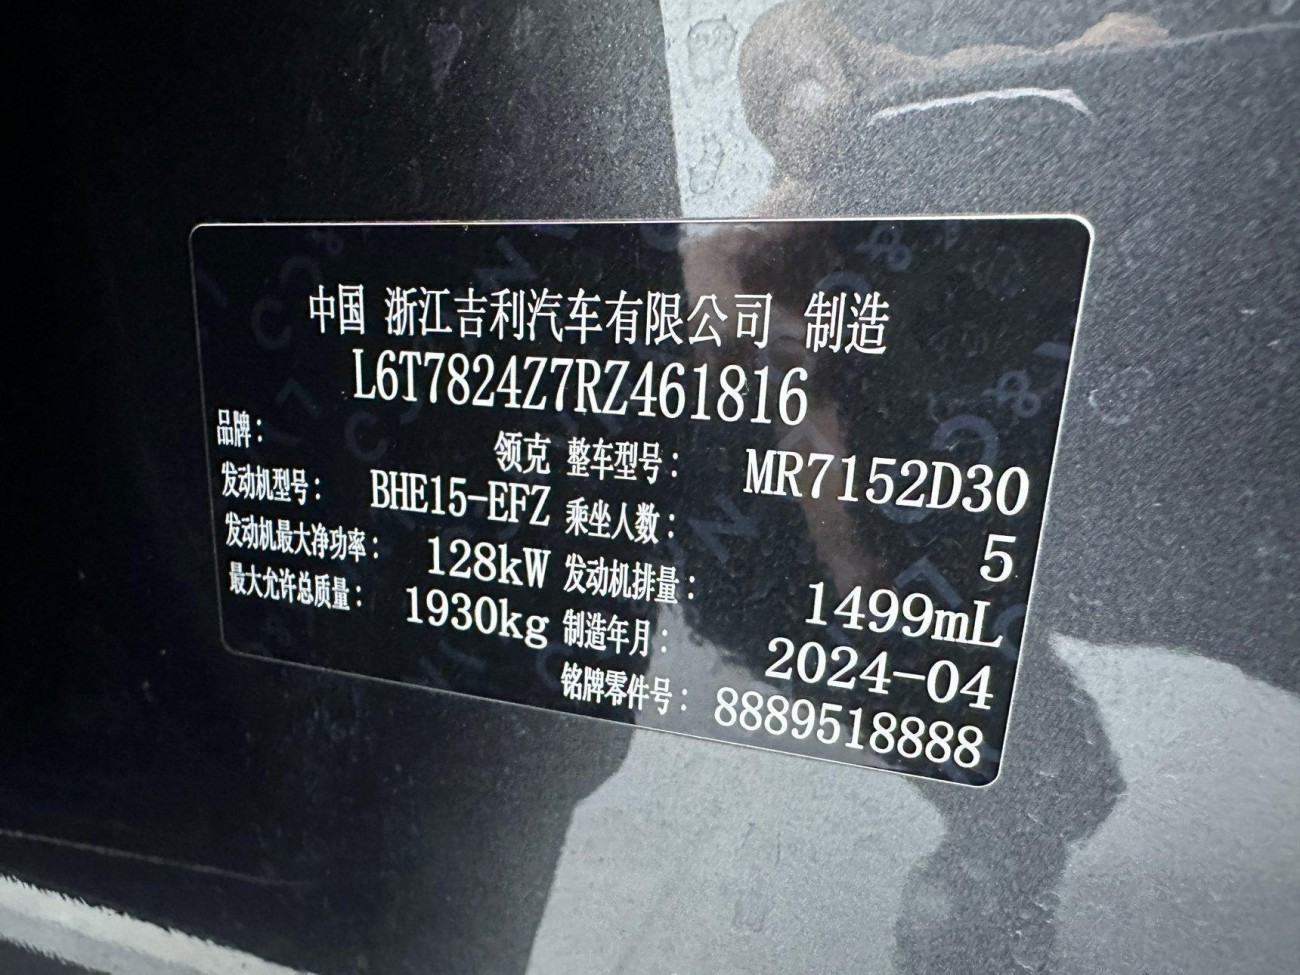 中国 浙江吉利汽车有限公司 制造
L6T7824Z7RZ461816
品牌： 领克 整车型号： MR7152D30
发动机型号： BHE15-EFZ 乘坐人数： 5
发动机最大净功率： 128kW 发动机排量： 1499mL
最大允许总质量： 1930kg 制造年月： 2024-04
铭牌零件号： 8889518888